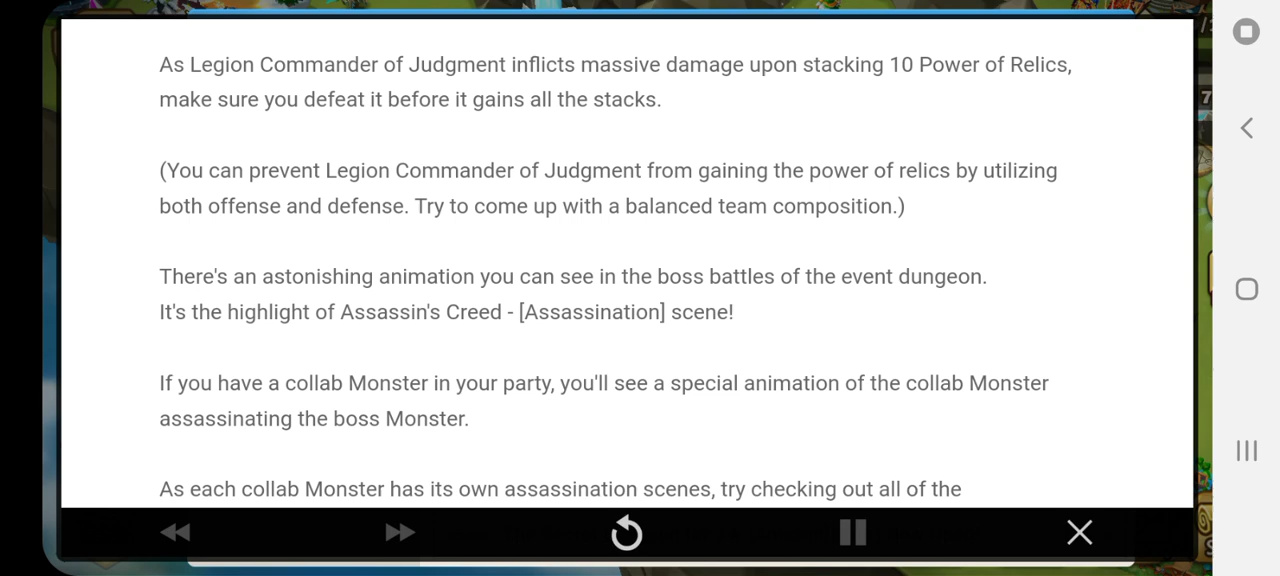 As Legion Commander of Judgment inflicts massive damage upon stacking 10 Power of Relics,
make sure you defeat it before it gains all the stacks.
(You can prevent Legion Commander of Judgment from gaining the power of relics by utilizing
both offense and defense. Try to come up with a balanced team composition.)
There's an astonishing animation you can see in the boss battles of the event dungeon.
It's the highlight of Assassin's Creed - [Assassination] scene!
If you have a collab Monster in your party, you'll see a special animation of the collab Monster
assassinating the boss Monster.
As each collab Monster has its own assassination scenes, try checking out all of the